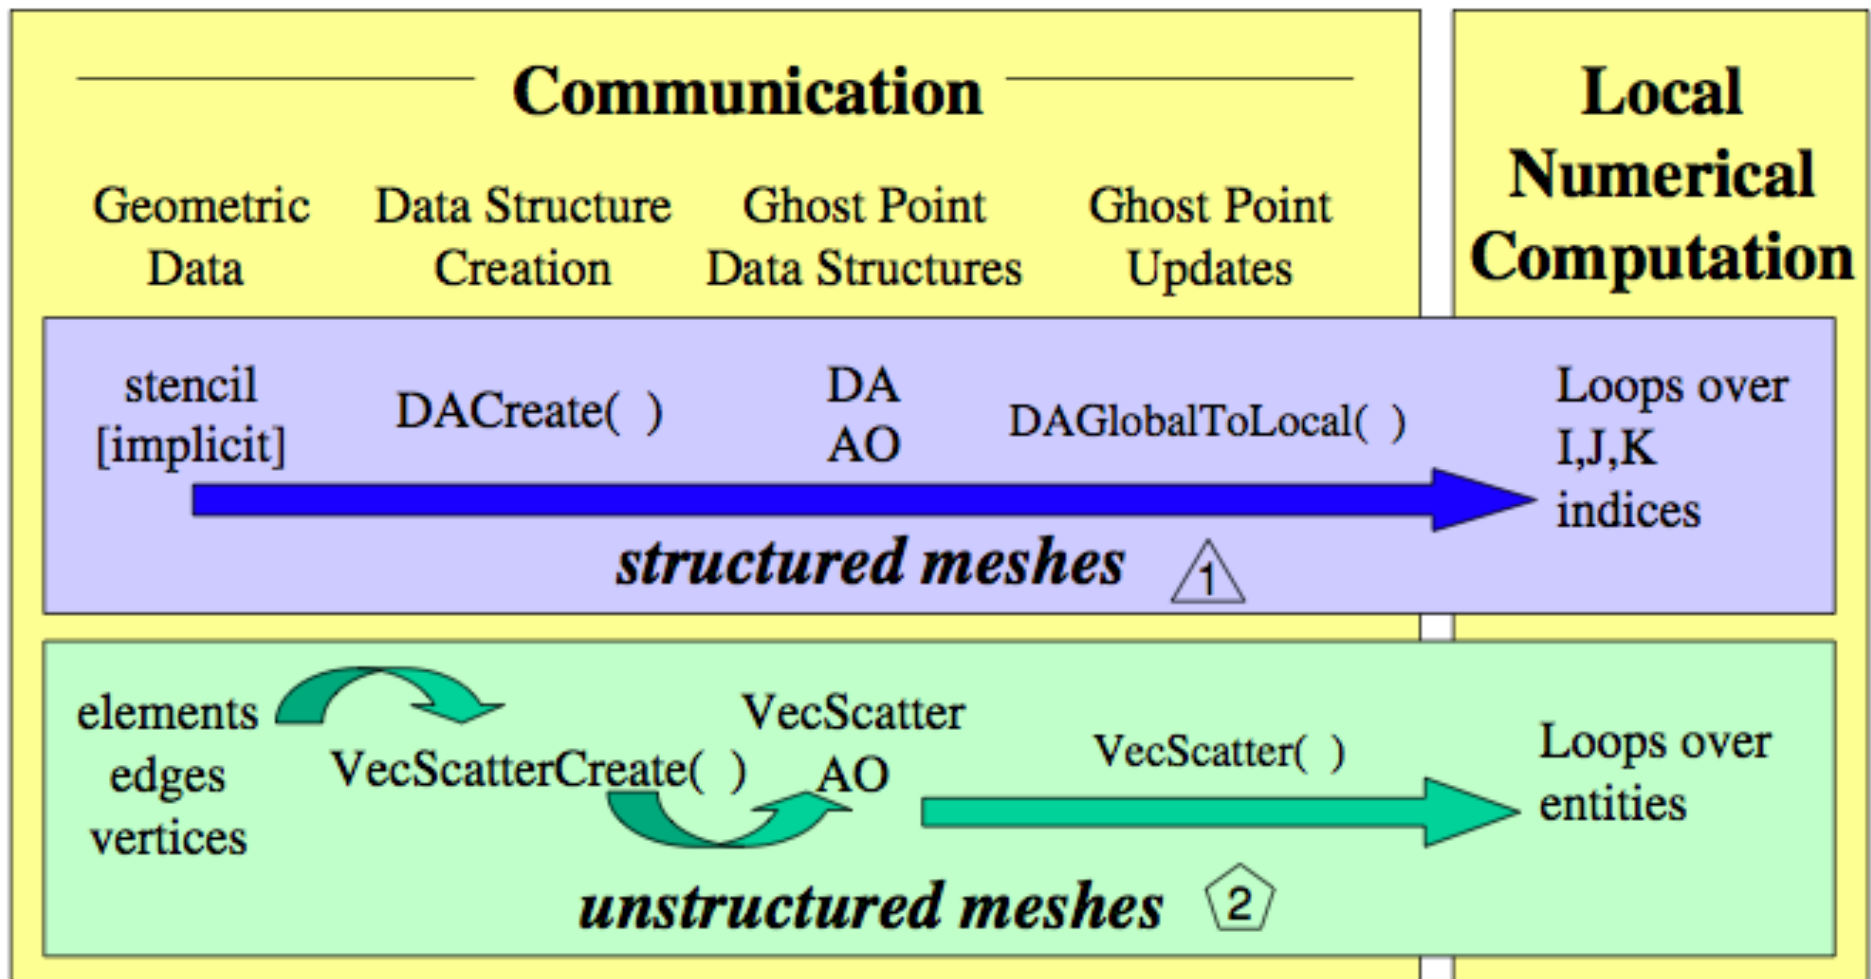 Communication
Local
Numerical
Computation
Geometric
Data
Data Structure
Creation
Ghost Point
Data Structures
Ghost Point
Updates
stencil
[implicit]
DACreate( )
DA
AO
DAGlobalToLocal( )
Loops over
I,J,K
indices
structured meshes
1
elements
edges
vertices
VecScatterCreate( )
VecScatter
AO
VecScatter( )
Loops over
entities
unstructured meshes
2